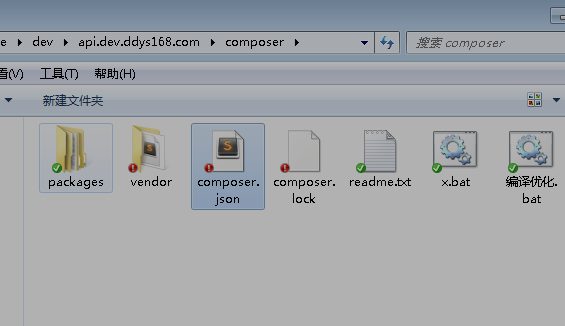 e ▸ dev ▸ api.dev.ddys168.com ▸ composer ▸
搜索 composer
看(V) 工具(T) 帮助(H)
新建文件夹
packages
vendor
composer.
json
composer.
lock
readme.txt
x.bat
编译优化.
bat